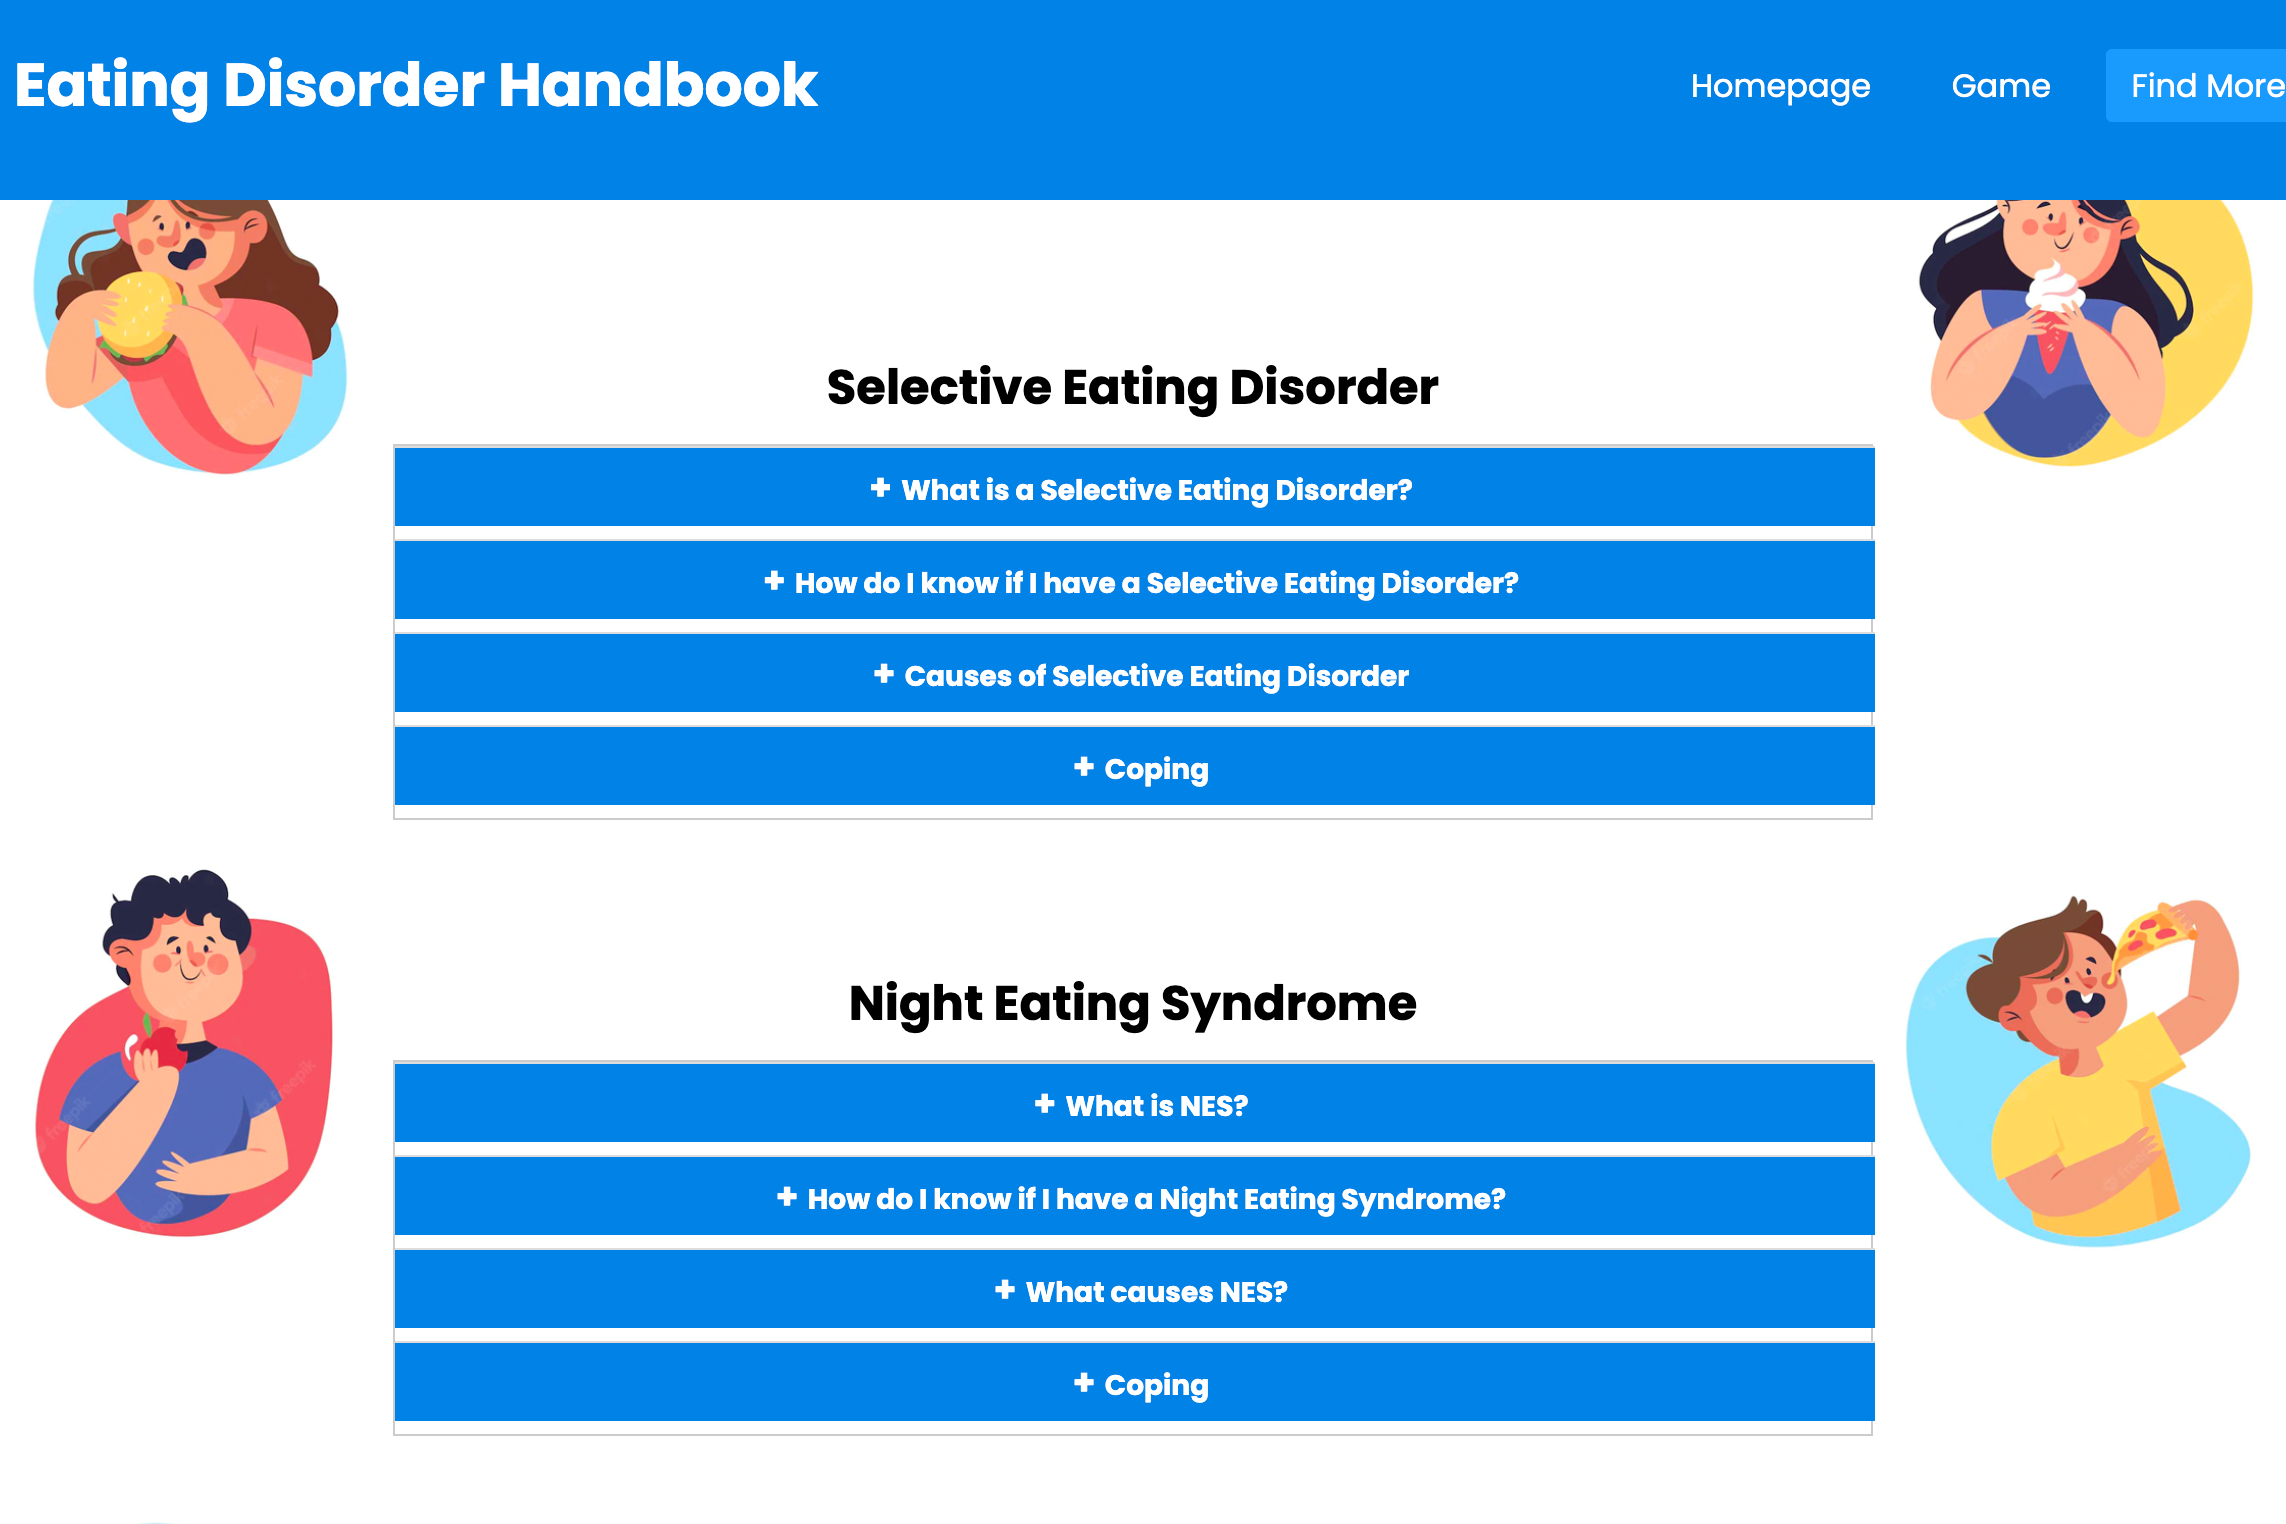 Eating Disorder Handbook
Homepage
Game
Find More
Selective Eating Disorder
+ What is a Selective Eating Disorder?
+ How do I know if I have a Selective Eating Disorder?
+ Causes of Selective Eating Disorder
+ Coping
Night Eating Syndrome
+ What is NES?
+ How do I know if I have a Night Eating Syndrome?
+ What causes NES?
+ Coping
freepik